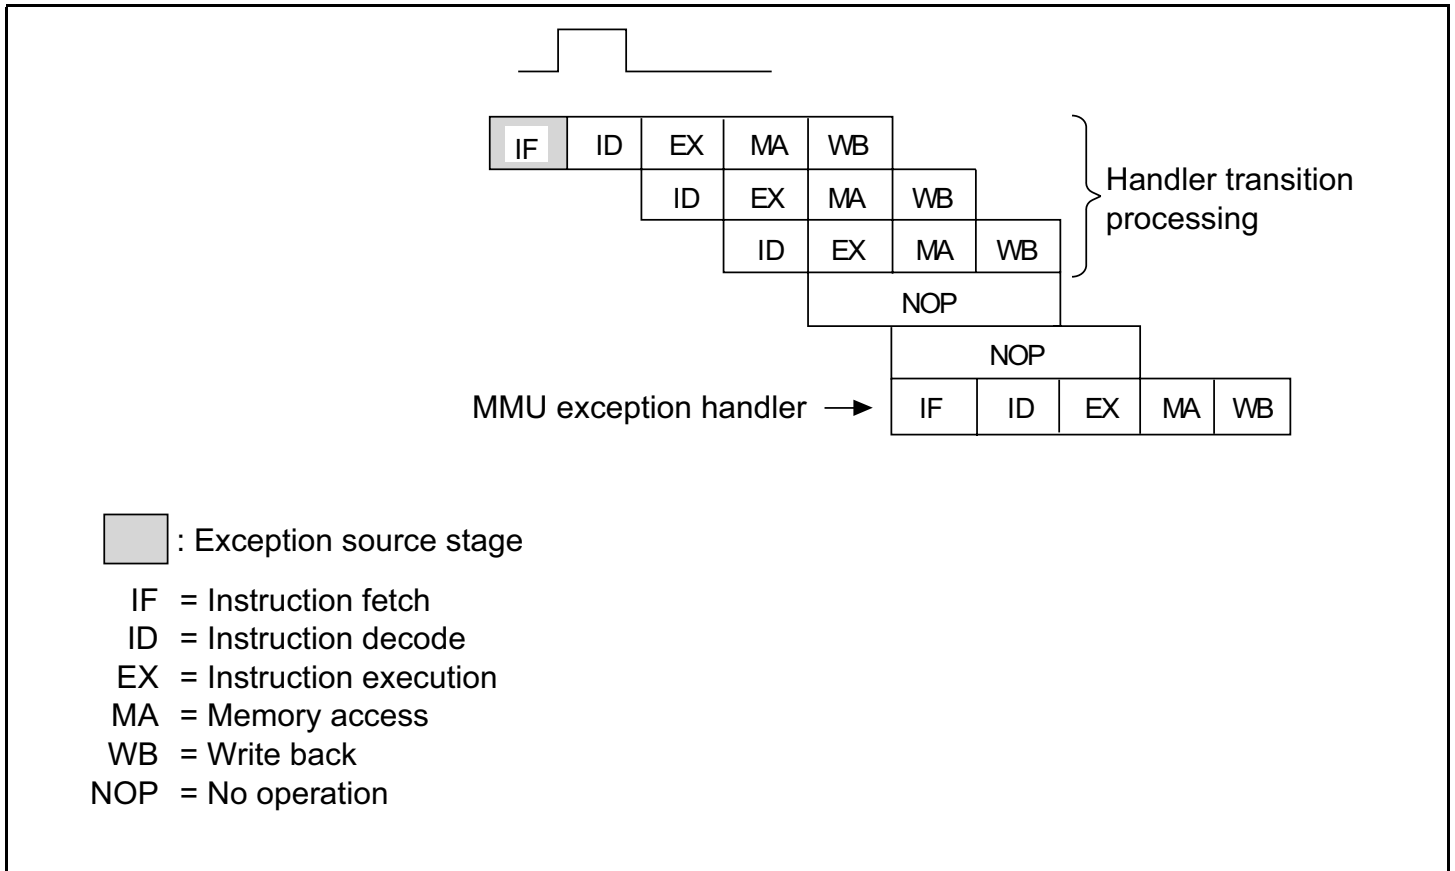 IF ID EX MA WB
ID EX MA WB
Handler transition
processing
ID EX MA WB
NOP
NOP
MMU exception handler IF ID EX MA WB
: Exception source stage
IF = Instruction fetch
ID = Instruction decode
EX = Instruction execution
MA = Memory access
WB = Write back
NOP = No operation